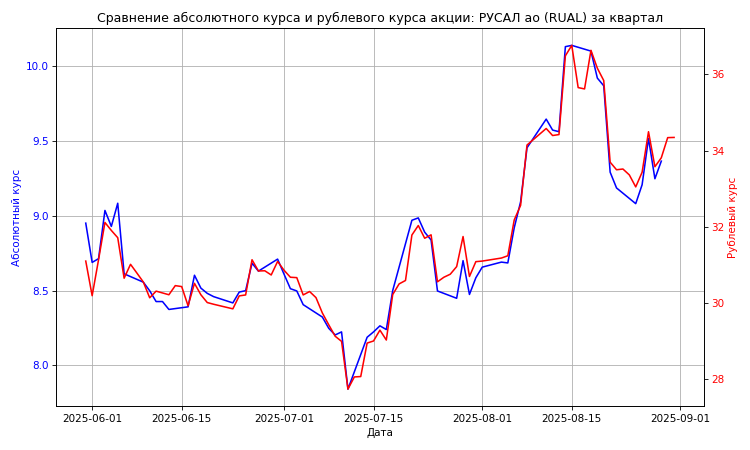 Сравнение абсолютного курса и рублевого курса акции: РУСАЛ ао (RUAL) за квартал
10.0
9.5
9.0
8.5
8.0
Абсолютный курс
36
34
32
30
28
Рублевый курс
2025-06-01 2025-06-15 2025-07-01 2025-07-15 2025-08-01 2025-08-15 2025-09-01
Дата